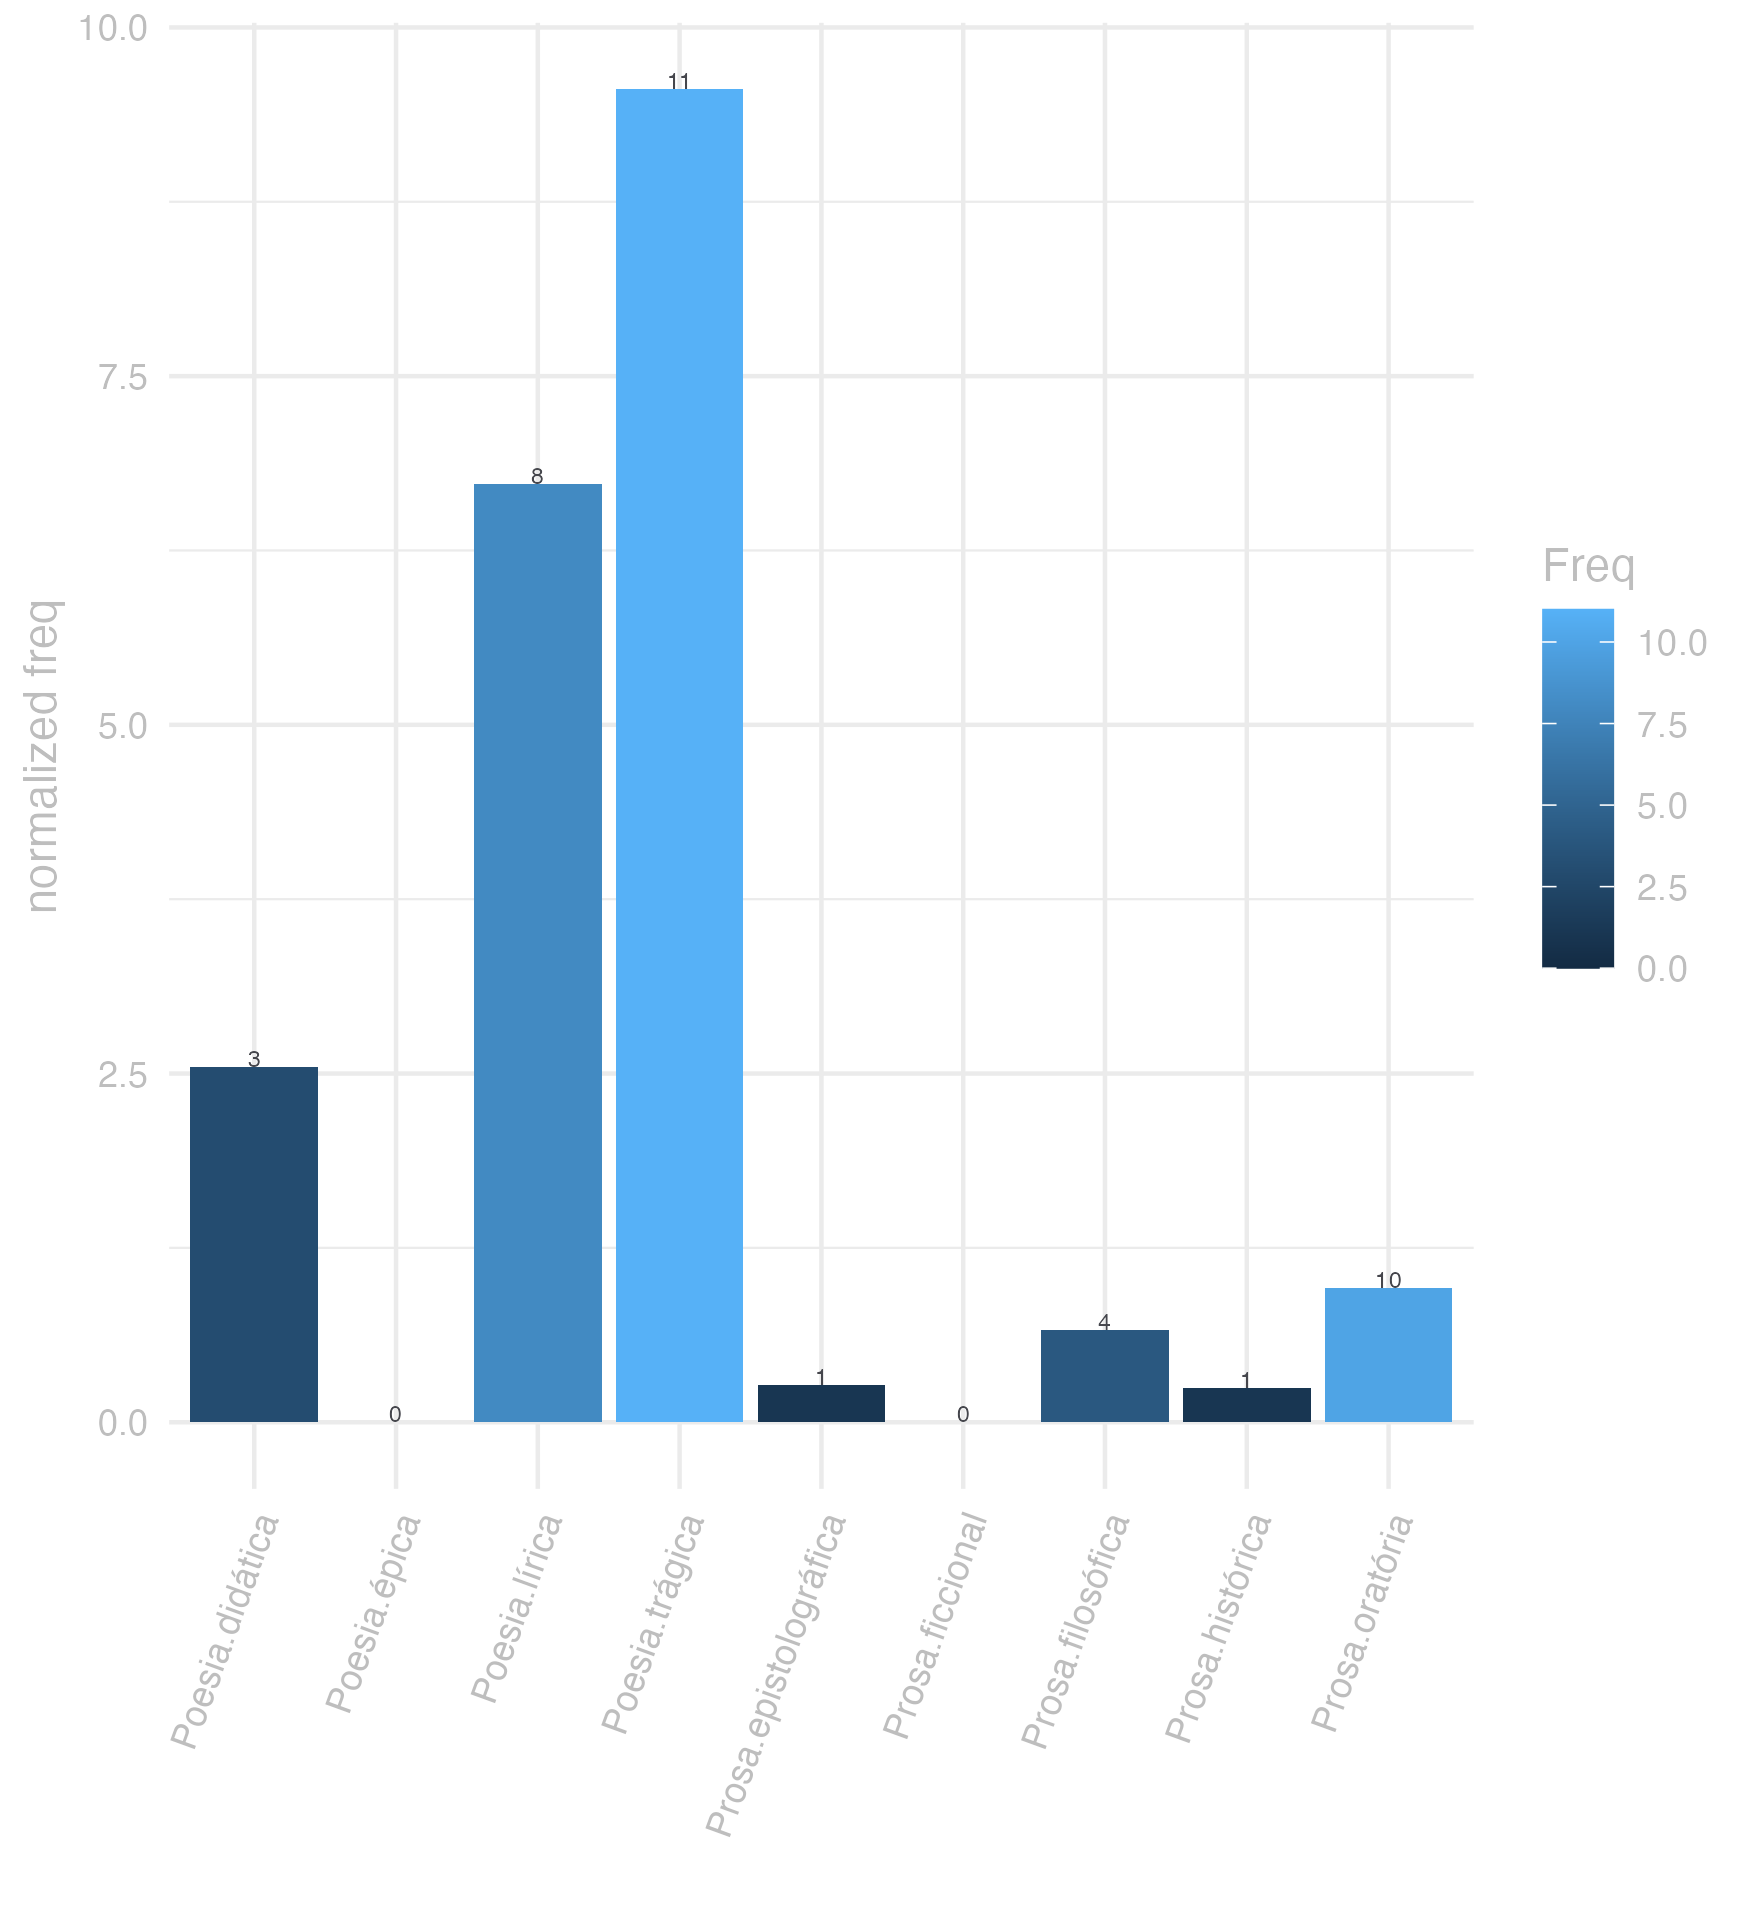 10.0
7.5
5.0
2.5
0.0
normalized freq
11
8
3
0
1
0
4
1
10
Poesia.didática
Poesia.épica
Poesia.lírica
Poesia.trágica
Prosa.epistolográfica
Prosa.ficcional
Prosa.filosófica
Prosa.histórica
Prosa.oratória
Freq
10.0
7.5
5.0
2.5
0.0